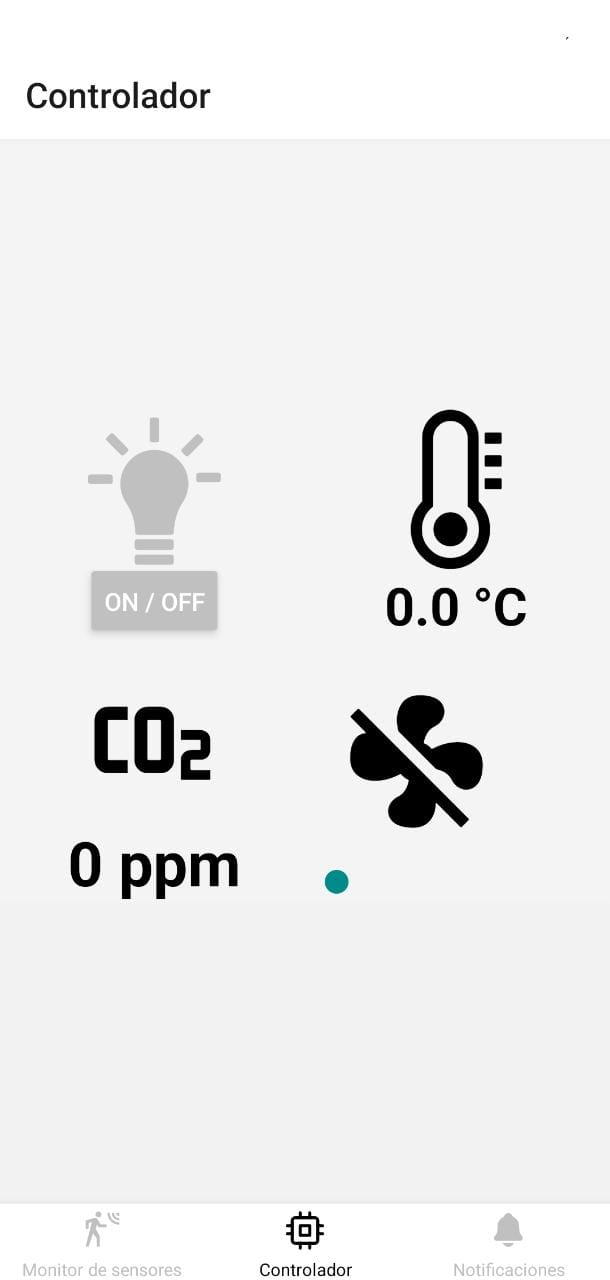 Controlador
ON / OFF
0.0 °C
CO2
0 ppm
Monitor de sensores
Controlador
Notificaciones